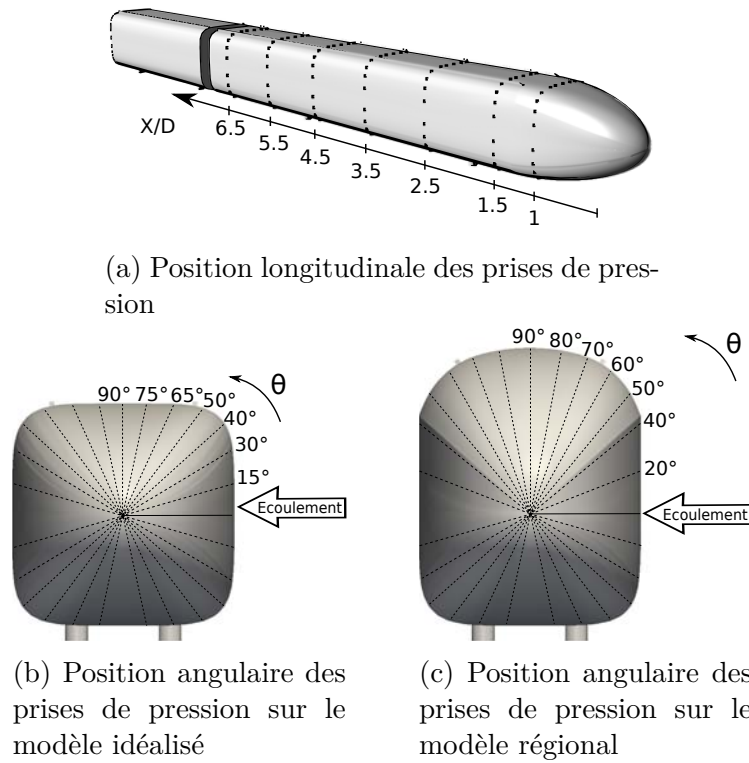 X/D
6.5
5.5
4.5
3.5
2.5
1.5
1
(a) Position longitudinale des prises de pres-
sion
90° 75° 65° 50°
40°
30°
15°
θ
Ecoulement
(b) Position angulaire des
prises de pression sur le
modèle idéalisé
90° 80° 70°
60°
50°
40°
20°
θ
Ecoulement
(c) Position angulaire des
prises de pression sur le
modèle régional